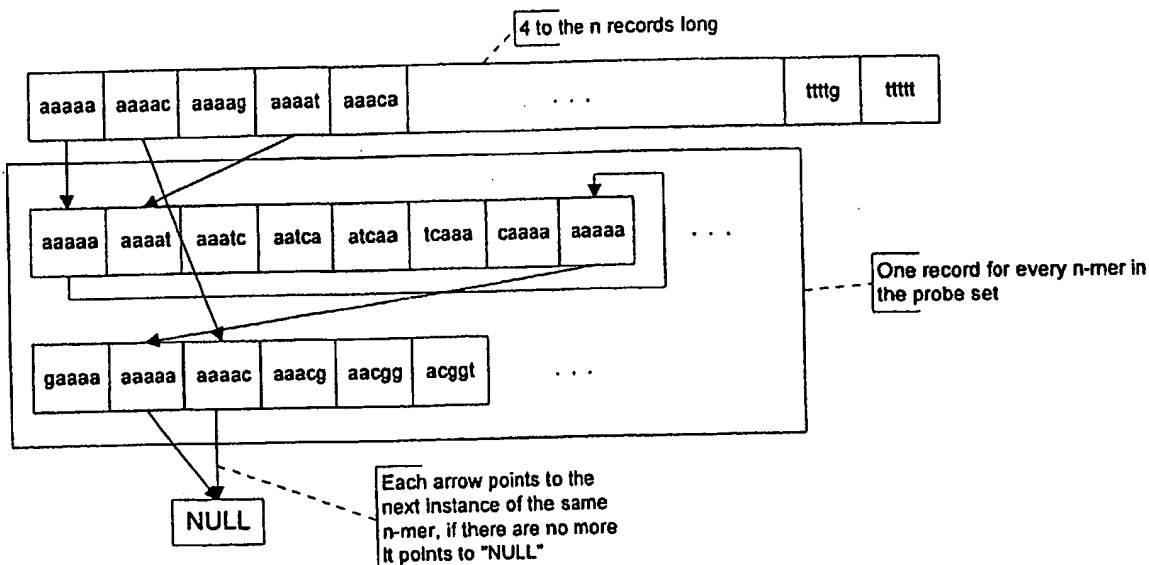 4 to the n records long
aaaaa aaaac aaaag aaaat aaaca . . . ttttg ttttt
aaaaa aaaat aaatc aatca atcaa tcaaa caaaa aaaaa . . .
One record for every n-mer in
the probe set
gaaaa aaaaa aaaac aaacg aacgg acggt . . .
Each arrow points to the
next instance of the same
n-mer, if there are no more
It points to "NULL"
NULL